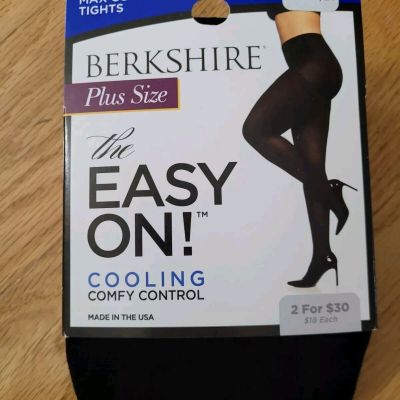 TIGHTS
BERKSHIRE®
Plus Size
the
EASY
ON!™
COOLING
COMFY CONTROL
MADE IN THE USA
2 For $30
$18 Each